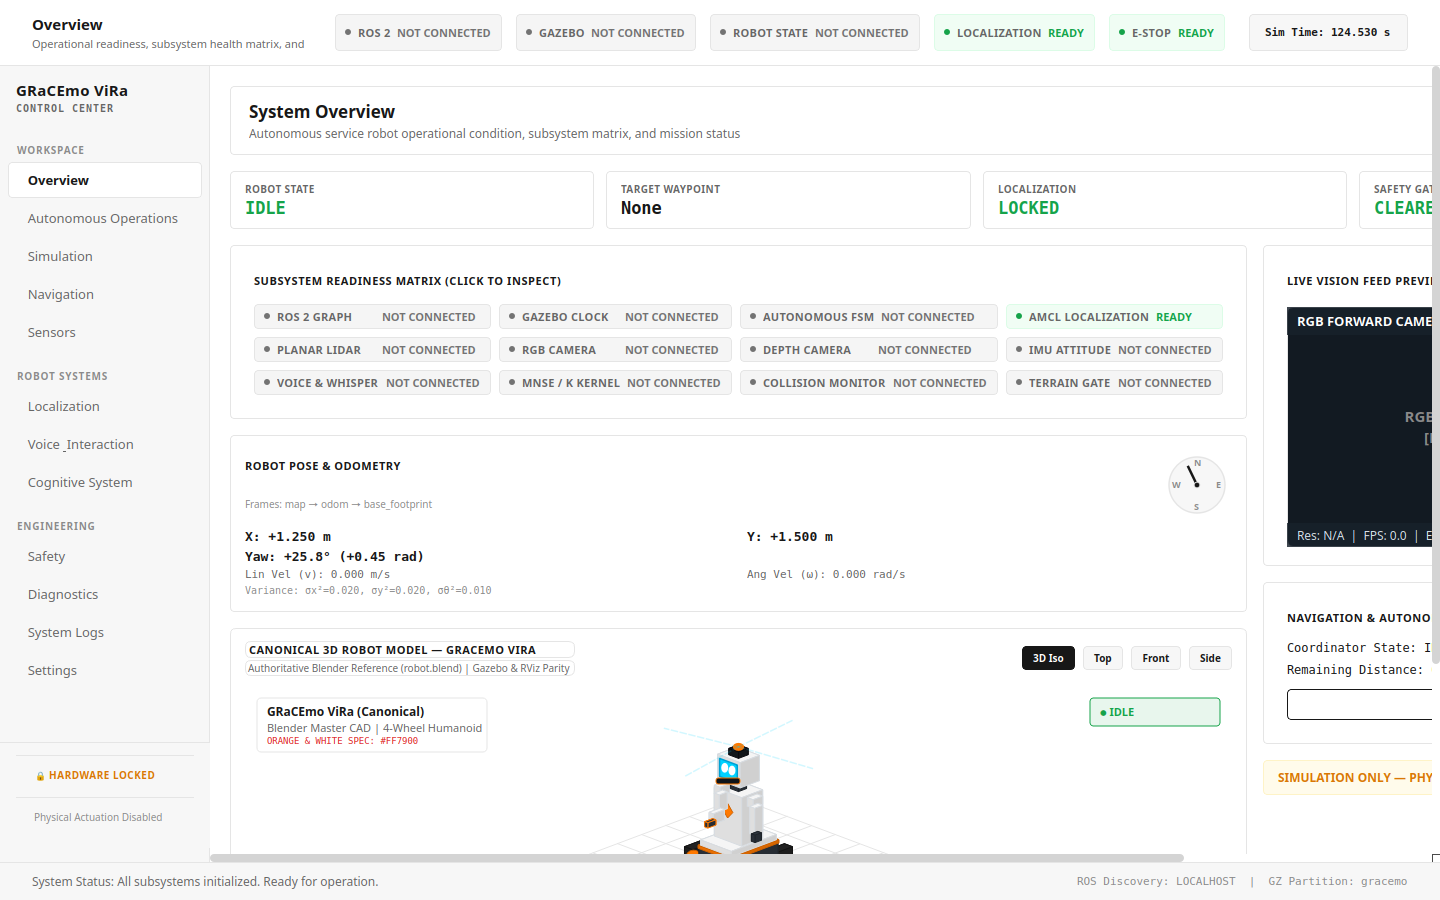 Overview
Operational readiness, subsystem health matrix, and
ROS 2 NOT CONNECTED
GAZEBO NOT CONNECTED
ROBOT STATE NOT CONNECTED
LOCALIZATION READY
E-STOP READY
Sim Time: 124.530 s
GRaCEmo ViRa
CONTROL CENTER
WORKSPACE
Overview
Autonomous Operations
Simulation
Navigation
Sensors
ROBOT SYSTEMS
Localization
Voice _Interaction
Cognitive System
ENGINEERING
Safety
Diagnostics
System Logs
Settings
HARDWARE LOCKED
Physical Actuation Disabled
System Overview
Autonomous service robot operational condition, subsystem matrix, and mission status
ROBOT STATE
IDLE
TARGET WAYPOINT
None
LOCALIZATION
LOCKED
SAFETY GAT
CLEARE
SUBSYSTEM READINESS MATRIX (CLICK TO INSPECT)
ROS 2 GRAPH NOT CONNECTED
GAZEBO CLOCK NOT CONNECTED
AUTONOMOUS FSM NOT CONNECTED
AMCL LOCALIZATION READY
PLANAR LIDAR NOT CONNECTED
RGB CAMERA NOT CONNECTED
DEPTH CAMERA NOT CONNECTED
IMU ATTITUDE NOT CONNECTED
VOICE & WHISPER NOT CONNECTED
MNSE / K KERNEL NOT CONNECTED
COLLISION MONITOR NOT CONNECTED
TERRAIN GATE NOT CONNECTED
LIVE VISION FEED PREVI
RGB FORWARD CAME
RGB
Res: N/A | FPS: 0.0 | E
ROBOT POSE & ODOMETRY
Frames: map → odom → base_footprint
N
W
E
S
X: +1.250 m
Y: +1.500 m
Yaw: +25.8° (+0.45 rad)
Lin Vel (v): 0.000 m/s
Ang Vel (ω): 0.000 rad/s
Variance: σx²=0.020, σy²=0.020, σθ²=0.010
NAVIGATION & AUTONO
Coordinator State: I
Remaining Distance:
SIMULATION ONLY — PHY
CANONICAL 3D ROBOT MODEL — GRACEMO VIRA
Authoritative Blender Reference (robot.blend) | Gazebo & RViz Parity
3D Iso
Top
Front
Side
GRaCEmo ViRa (Canonical)
Blender Master CAD | 4-Wheel Humanoid
ORANGE & WHITE SPEC: #FF7900
IDLE
System Status: All subsystems initialized. Ready for operation.
ROS Discovery: LOCALHOST | GZ Partition: gracemo